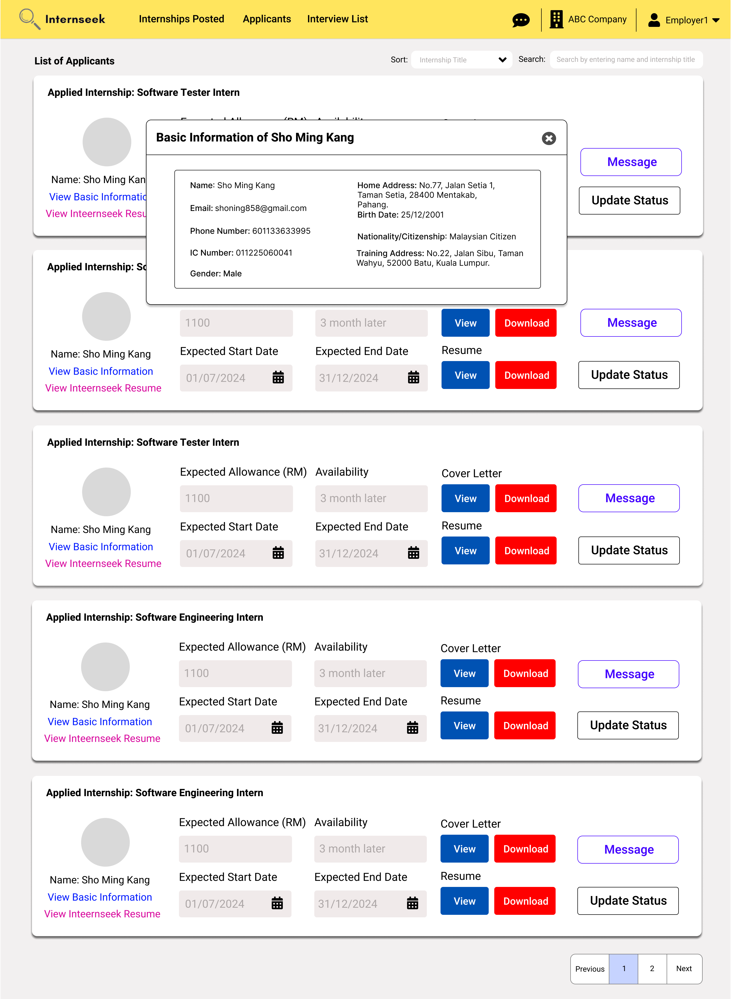 Internseek
Internships Posted
Applicants
Interview List
ABC Company
Employer1
List of Applicants
Sort:
Internship Title
Search:
Search by entering name and internship title
Applied Internship: Software Tester Intern
Name: Sho Ming Kan
View Basic Informatio
View Inteernseek Resu
Message
Update Status
Basic Information of Sho Ming Kang
Name: Sho Ming Kang
Email: shoning858@gmail.com
Phone Number: 601133633995
IC Number: 011225060041
Gender: Male
Home Address: No.77, Jalan Setia 1,
Taman Setia, 28400 Mentakab,
Pahang.
Birth Date: 25/12/2001
Nationality/Citizenship: Malaysian Citizen
Training Address: No.22, Jalan Sibu, Taman
Wahyu, 52000 Batu, Kuala Lumpur.
Applied Internship: So
1100
3 month later
View
Download
Message
Name: Sho Ming Kang
View Basic Information
View Inteernseek Resume
Expected Start Date
Expected End Date
Resume
01/07/2024
31/12/2024
View
Download
Update Status
Applied Internship: Software Tester Intern
Expected Allowance (RM)
Availability
Cover Letter
1100
3 month later
View
Download
Message
Name: Sho Ming Kang
View Basic Information
View Inteernseek Resume
Expected Start Date
Expected End Date
Resume
01/07/2024
31/12/2024
View
Download
Update Status
Applied Internship: Software Engineering Intern
Expected Allowance (RM)
Availability
Cover Letter
1100
3 month later
View
Download
Message
Name: Sho Ming Kang
View Basic Information
View Inteernseek Resume
Expected Start Date
Expected End Date
Resume
01/07/2024
31/12/2024
View
Download
Update Status
Applied Internship: Software Engineering Intern
Expected Allowance (RM)
Availability
Cover Letter
1100
3 month later
View
Download
Message
Name: Sho Ming Kang
View Basic Information
View Inteernseek Resume
Expected Start Date
Expected End Date
Resume
01/07/2024
31/12/2024
View
Download
Update Status
Previous
1
2
Next